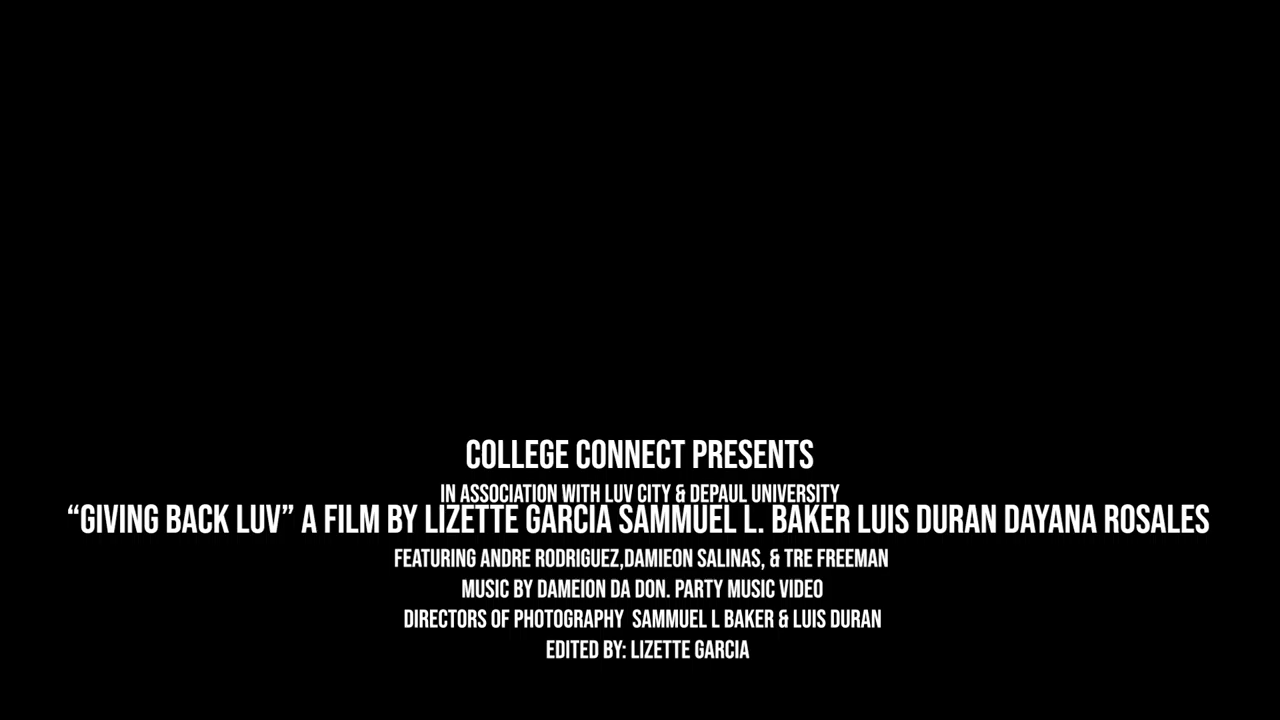 COLLEGE CONNECT PRESENTS
IN ASSOCIATION WITH LUV CITY & DEPAUL UNIVERSITY
“GIVING BACK LUV” A FILM BY LIZETTE GARCIA SAMMUEL L. BAKER LUIS DURAN DAYANA ROSALES
FEATURING ANDRE RODRIGUEZ,DAMIEON SALINAS, & TRE FREEMAN
MUSIC BY DAMEION DA DON. PARTY MUSIC VIDEO
DIRECTORS OF PHOTOGRAPHY  SAMMUEL L BAKER & LUIS DURAN
EDITED BY: LIZETTE GARCIA